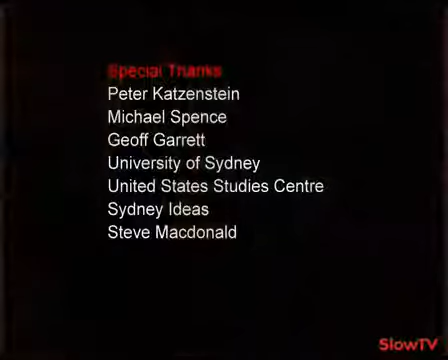 Special Thanks
Peter Katzenstein
Michael Spence
Geoff Garrett
University of Sydney
United States Studies Centre
Sydney Ideas
Steve Macdonald
SlowTV